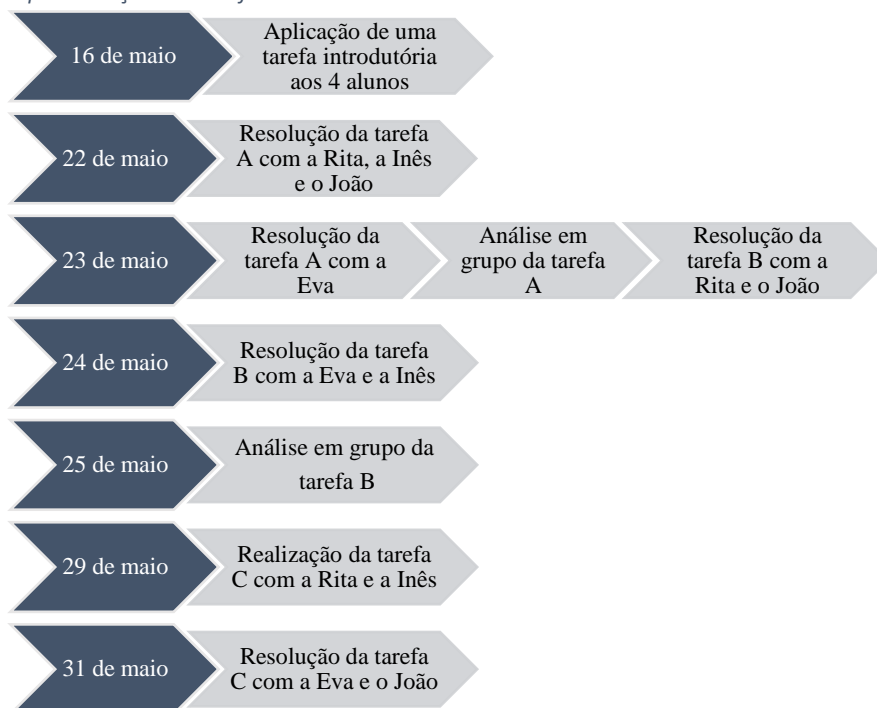 16 de maio
Aplicação de uma
tarefa introdutória
aos 4 alunos
22 de maio
Resolução da tarefa
A com a Rita, a Inês
e o João
23 de maio
Resolução da
tarefa A com a
Eva
Análise em
grupo da tarefa
A
Resolução da
tarefa B com a
Rita e o João
24 de maio
Resolução da tarefa
B com a Eva e a Inês
25 de maio
Análise em grupo da
tarefa B
29 de maio
Realização da tarefa
C com a Rita e a Inês
31 de maio
Resolução da tarefa
C com a Eva e o João